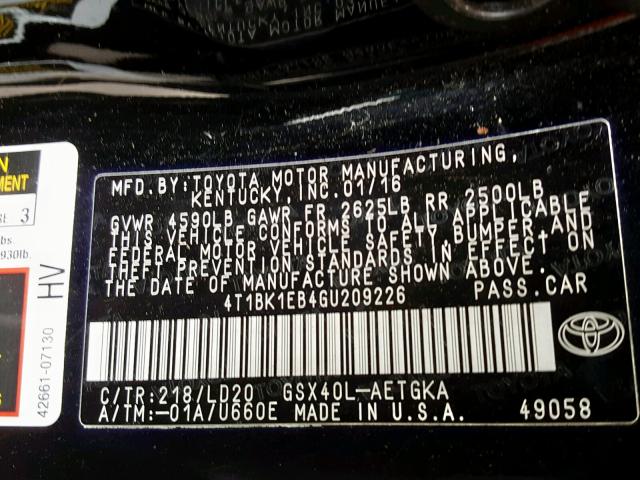 MFD. BY: TOYOTA MOTOR MANUFACTURING,
KENTUCKY, INC. 01/16
GVWR 4590LB GAWR FR 2625LB RR 2500LB
THIS VEHICLE CONFORMS TO ALL APPLICABLE
FEDERAL MOTOR VEHICLE SAFETY, BUMPER, AND
THEFT PREVENTION STANDARDS IN EFFECT ON
THE DATE OF MANUFACTURE SHOWN ABOVE.
4T1BK1EB4GU209226 PASS. CAR
C/TR: 218/LD20 GSX40L-AETGKA
A/TM: -01A/U660E MADE IN U.S.A. 49058
3
lbs.
930lb.
HV
42661-07130